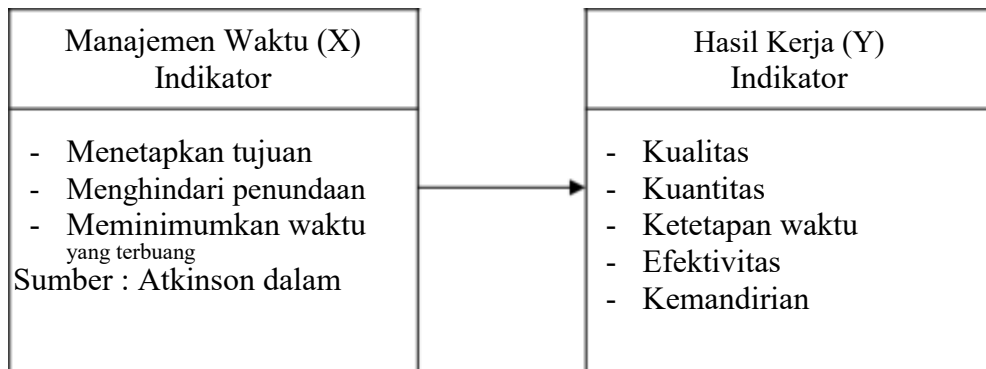 Manajemen Waktu (X)
Indikator
- Menetapkan tujuan
- Menghindari penundaan
- Meminimumkan waktu
yang terbuang
Sumber : Atkinson dalam
Hasil Kerja (Y)
Indikator
- Kualitas
- Kuantitas
- Ketetapan waktu
- Efektivitas
- Kemandirian